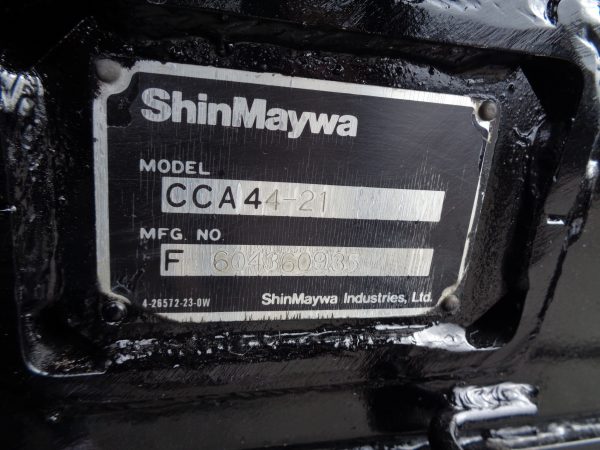 ShinMaywa
MODEL
CCA44-21
MFG. NO.
F 604360935
4-26572-23-0W
ShinMaywa Industries, Ltd.